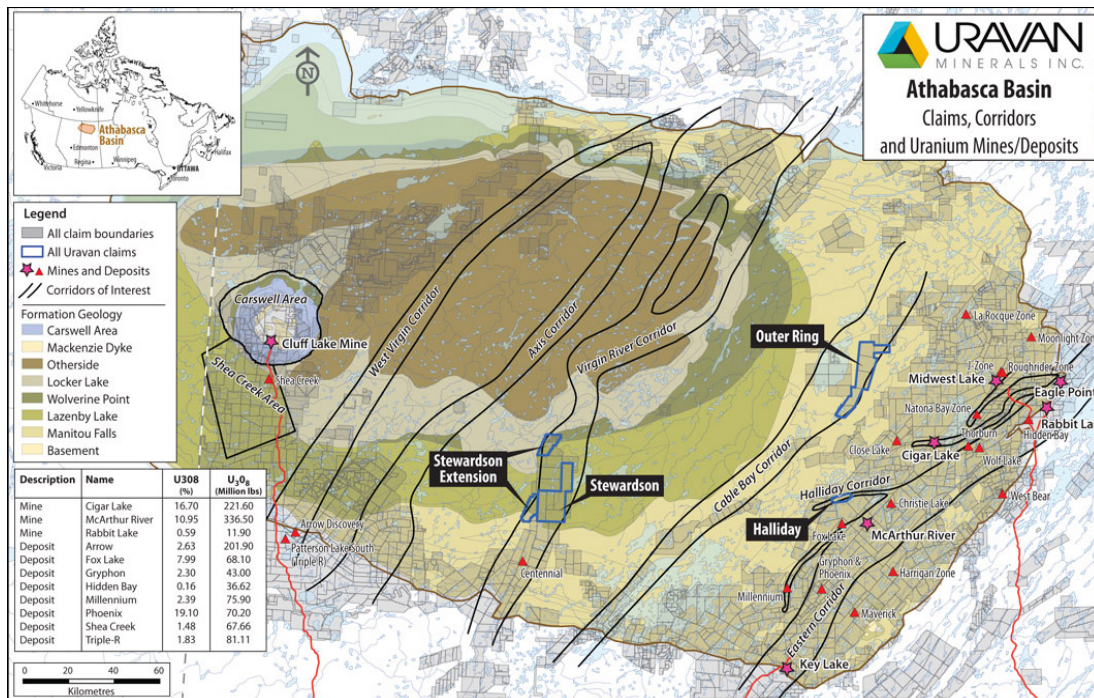 URAVAN
MINERALS INC.
Athabasca Basin
Claims, Corridors
and Uranium Mines/Deposits
N
Whitehorse
Yellowknife
Athabasca
Basin
Edmonton
Regina
Victoria
Winnipeg
OTTAWA
Toronto
Halifax
Legend
All claim boundaries
All Uravan claims
Mines and Deposits
Corridors of Interest
Formation Geology
Carswell Area
Mackenzie Dyke
Otherside
Locker Lake
Wolverine Point
Lazenby Lake
Manitou Falls
Basement
Description Name U308 (%) U₃0₈ (Million lbs)
Mine Cigar Lake 16.70 221.60
Mine McArthur River 10.95 336.50
Mine Rabbit Lake 0.59 11.90
Deposit Arrow 2.63 201.90
Deposit Fox Lake 7.99 68.10
Deposit Gryphon 2.30 43.00
Deposit Hidden Bay 0.16 36.62
Deposit Millennium 2.39 75.90
Deposit Phoenix 19.10 70.20
Deposit Shea Creek 1.48 67.66
Deposit Triple-R 1.83 81.11
0 20 40 60
Kilometres
Carswell Area
Cluff Lake Mine
Shea Creek
Shea Creek Area
West Virgin Corridor
Axis Corridor
Virgin River Corridor
Cable Bay Corridor
Halliday Corridor
Eastern Corridor
Outer Ring
Stewardson
Extension
Stewardson
Halliday
Arrow Discovery
Patterson Lake South
(Triple R)
Centennial
La Rocque Zone
Moonlight Zon
J-Zone
Roughrider Zone
Midwest Lake
Eagle Point
Natona Bay Zone
Rabbit La
Thorburn
Hidden Bay
Close Lake
Cigar Lake
Wolf Lake
West Bear
Christie Lake
Fox Lake
McArthur River
Gryphon &
Phoenix
Harrigan Zone
Millennium
Maverick
Key Lake